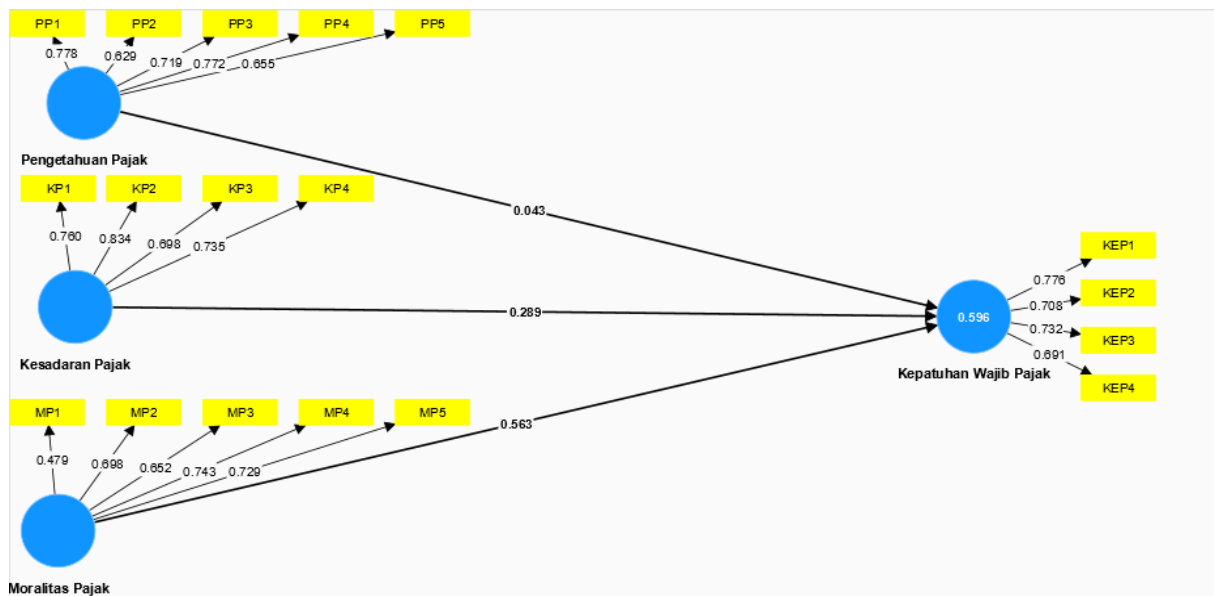 PP1 PP2 PP3 PP4 PP5
0.778 0.629 0.719 0.772 0.655
Pengetahuan Pajak
KP1 KP2 KP3 KP4
0.760 0.834 0.698 0.735
Kesadaran Pajak
MP1 MP2 MP3 MP4 MP5
0.479 0.698 0.652 0.743 0.729
Moralitas Pajak
0.043
0.289
0.563
0.596
Kepatuhan Wajib Pajak
0.776 KEP1
0.708 KEP2
0.732 KEP3
0.691 KEP4